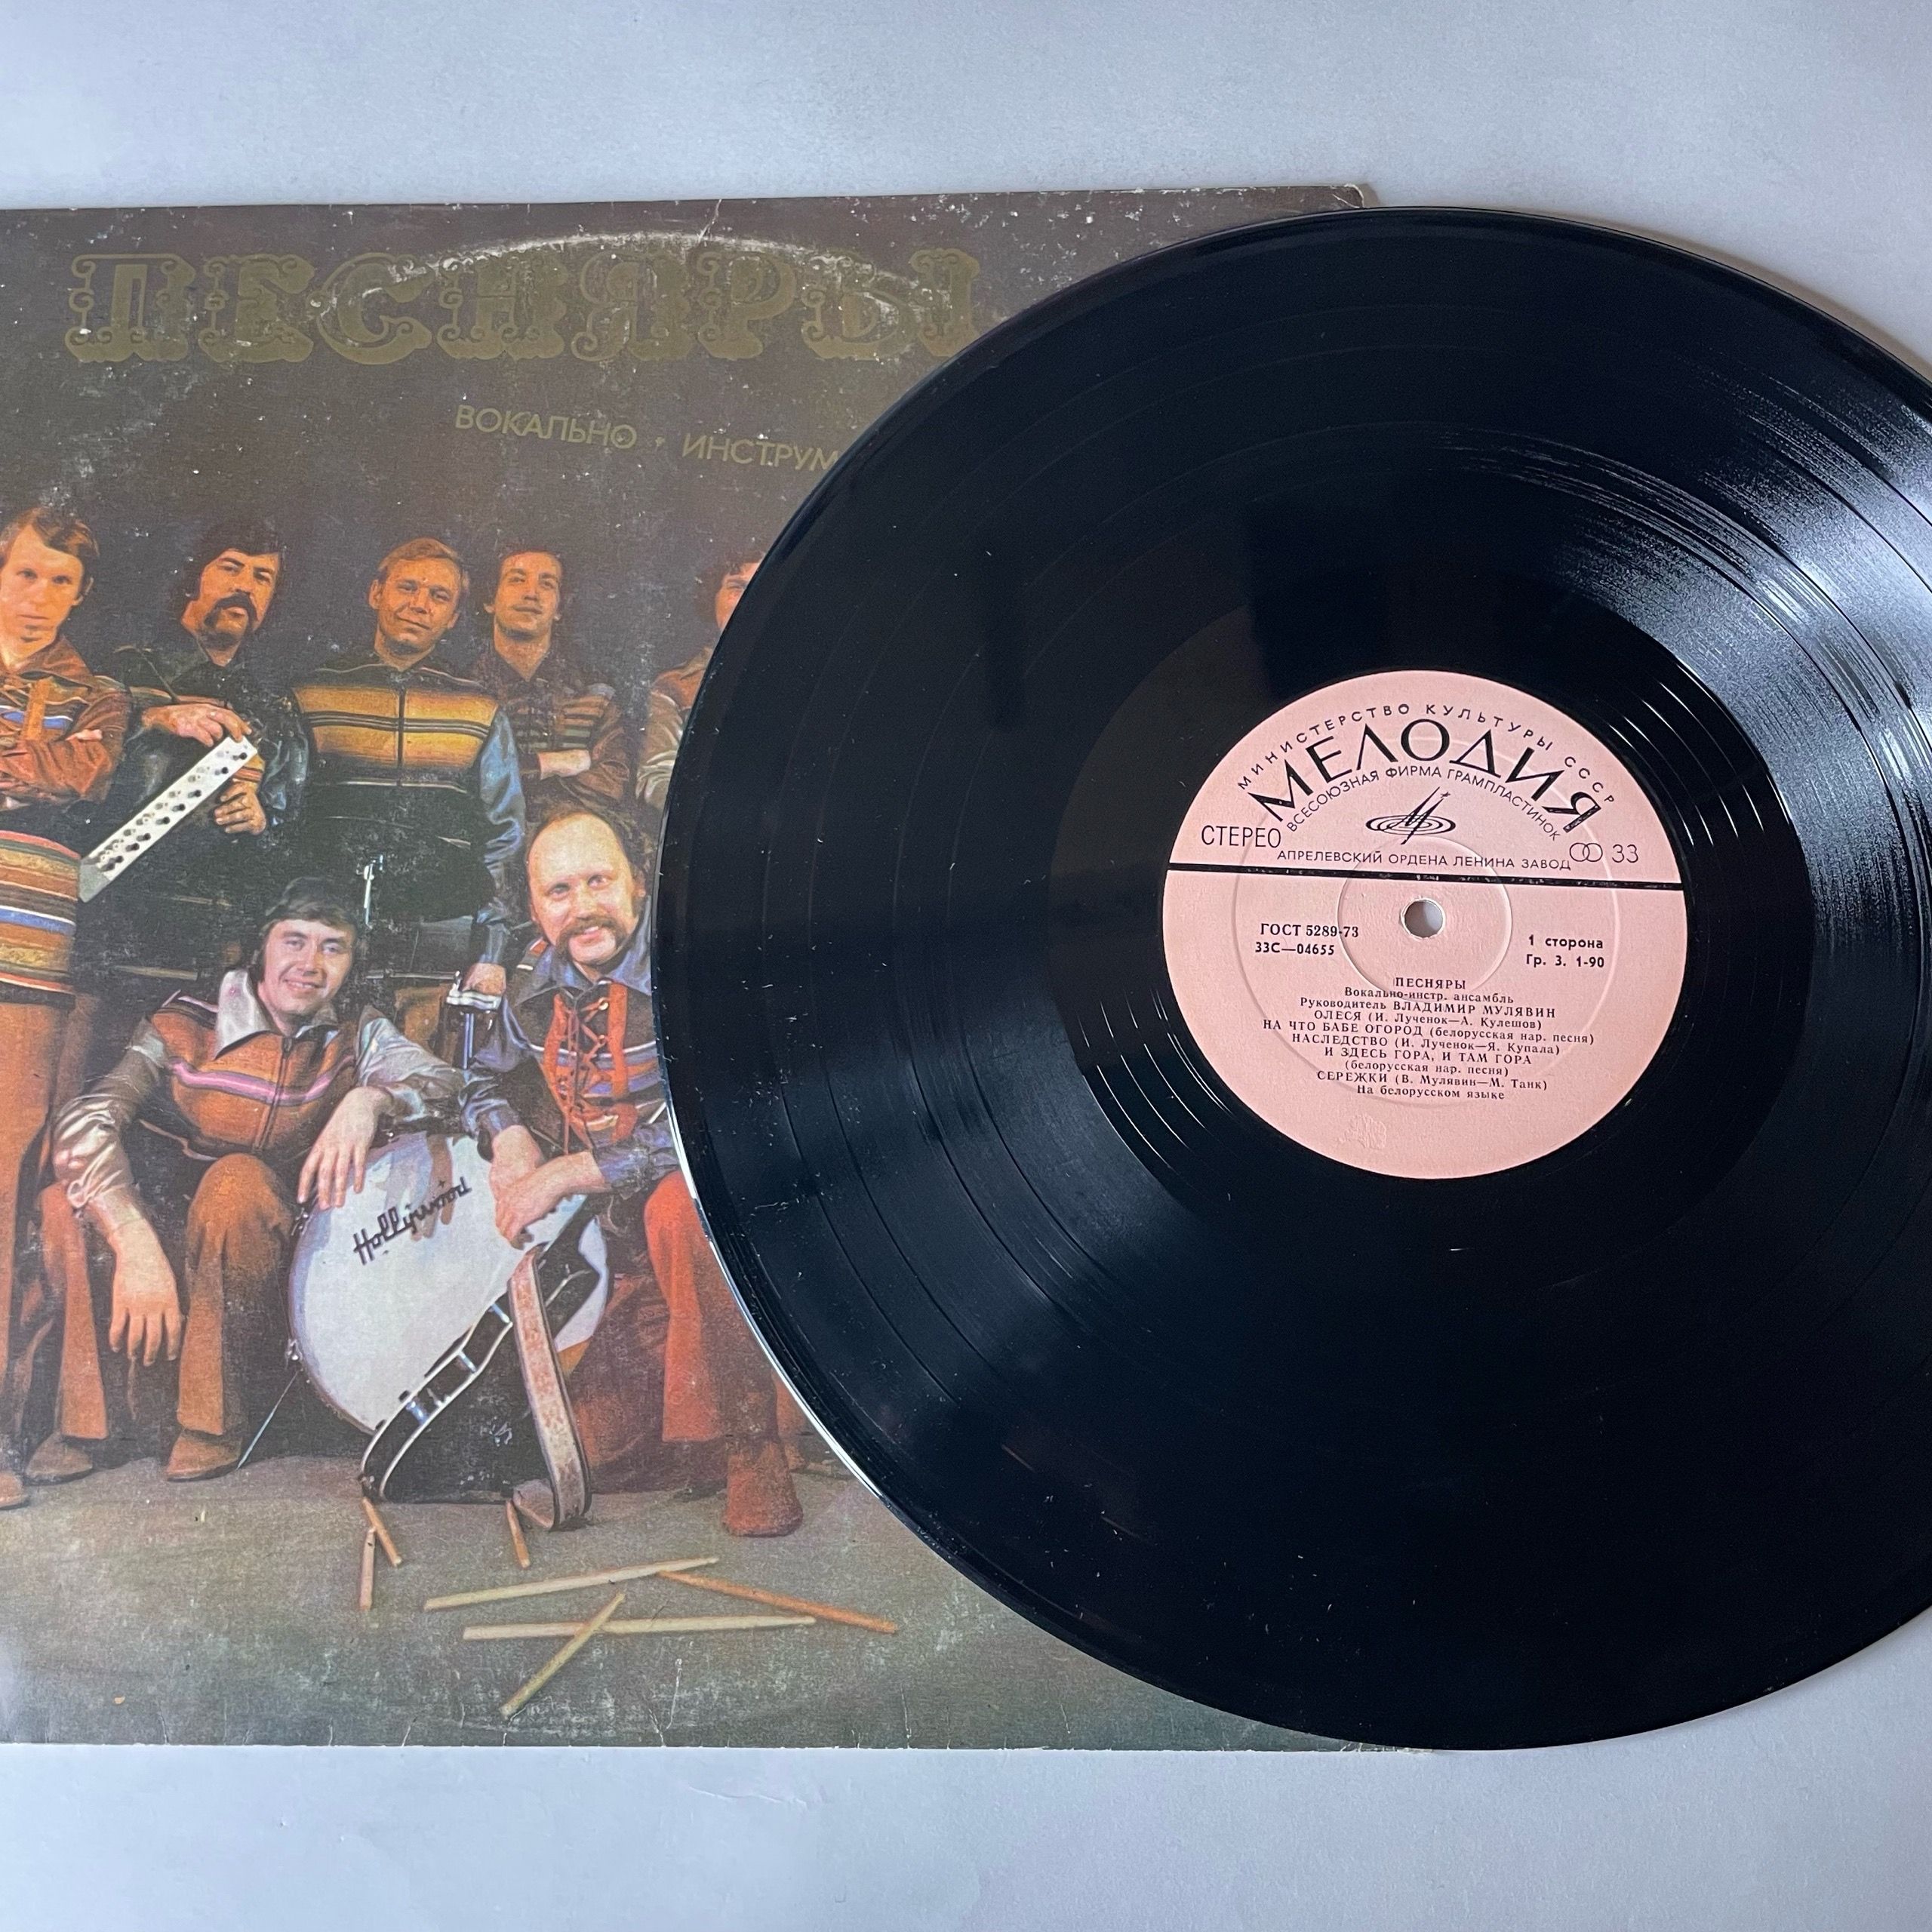 ПЕСНЯРЫ
ВОКАЛЬНО · ИНСТРУМ
Hollywood
МИНИСТЕРСТВО КУЛЬТУРЫ СССР
МЕЛОДИЯ
ВСЕСОЮЗНАЯ ФИРМА ГРАМПЛАСТИНОК
СТЕРЕО
33
АПРЕЛЕВСКИЙ ОРДЕНА ЛЕНИНА ЗАВОД
ГОСТ 5289-73
33С—04655
1 сторона
Гр. 3. 1-90
ПЕСНЯРЫ
Вокально-инстр. ансамбль
Руководитель ВЛАДИМИР МУЛЯВИН
ОЛЕСЯ (И. Лученок—А. Кулешов)
НА ЧТО БАБЕ ОГОРОД (белорусская нар. песня)
НАСЛЕДСТВО (И. Лученок—Я. Купала)
И ЗДЕСЬ ГОРА, И ТАМ ГОРА
(белорусская нар. песня)
СЕРЕЖКИ (В. Мулявин—М. Танк)
На белорусском языке